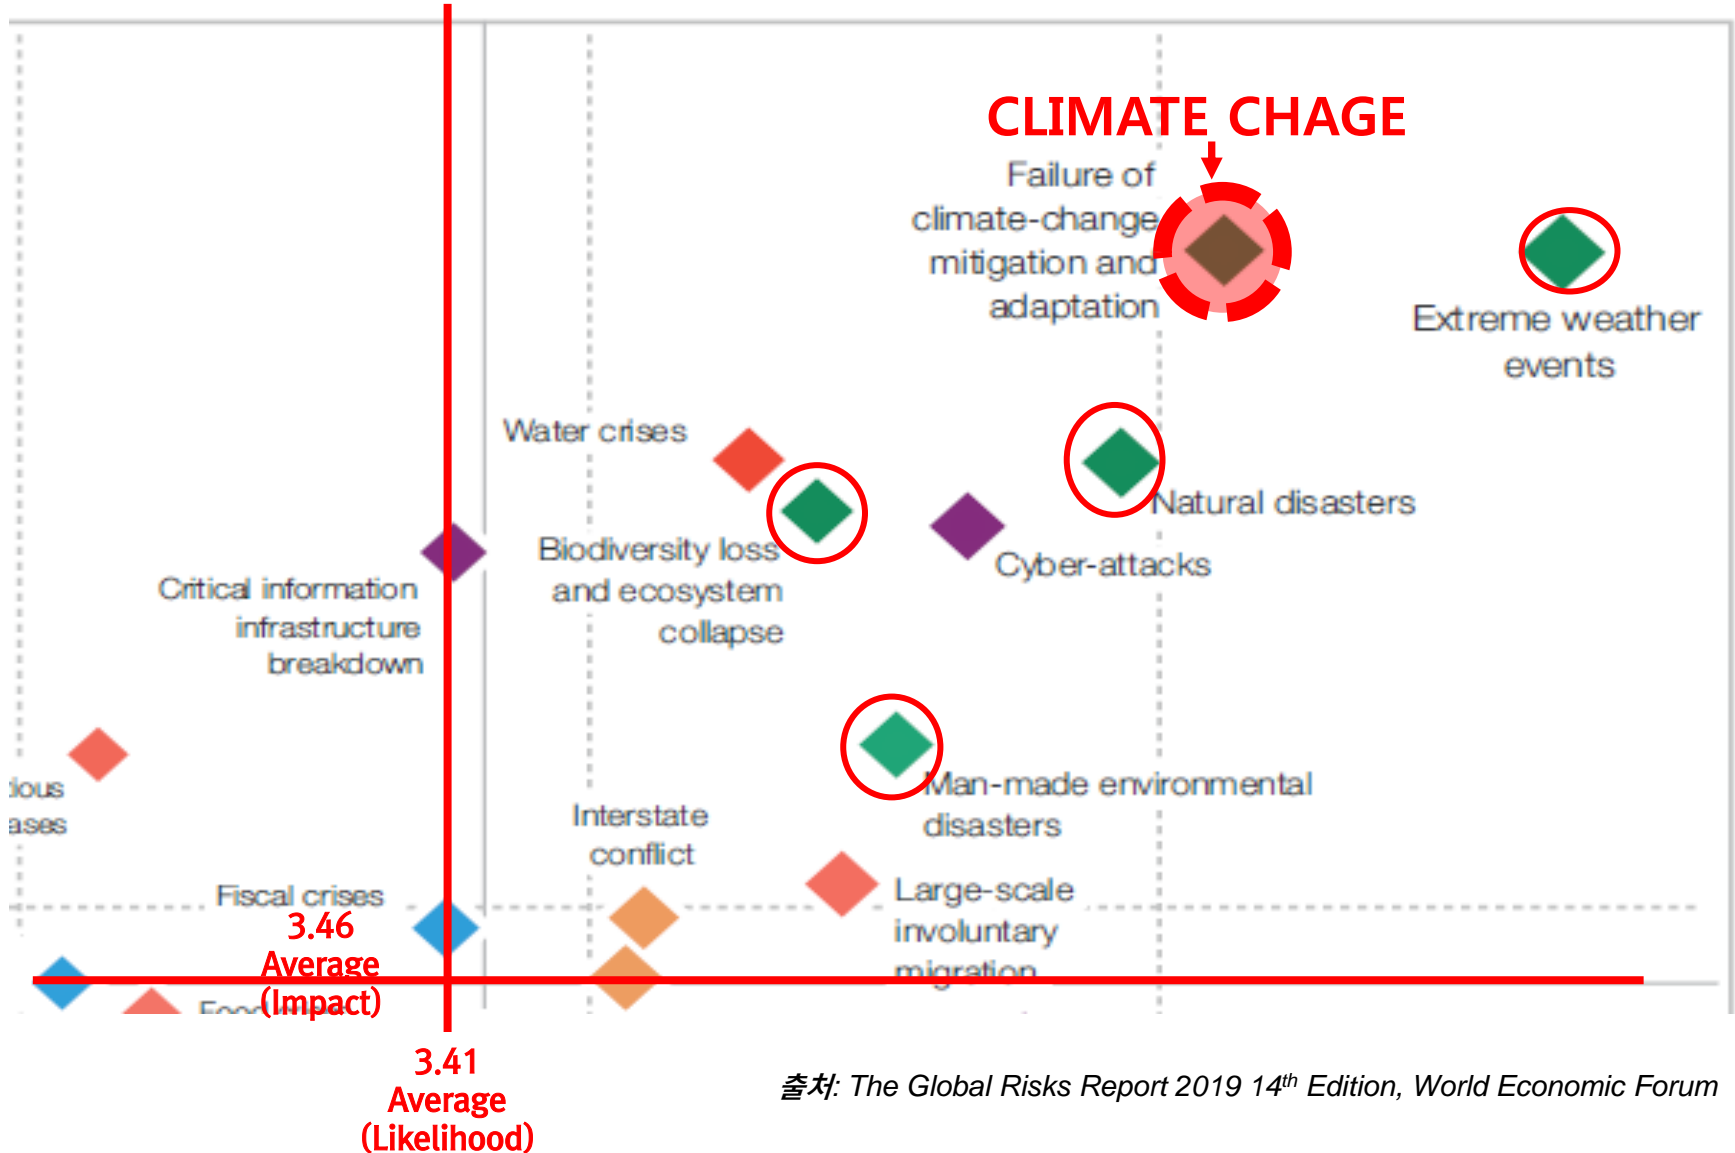 CLIMATE CHAGE
Failure of
climate-change
mitigation and
adaptation
Extreme weather
events
Water crises
Natural disasters
Biodiversity loss
and ecosystem
collapse
Cyber-attacks
Critical information
infrastructure
breakdown
Man-made environmental
disasters
Interstate
conflict
Large-scale
involuntary
migration
Fiscal crises
3.46
Average
(Impact)
3.41
Average
(Likelihood)
출처: The Global Risks Report 2019 14th Edition, World Economic Forum